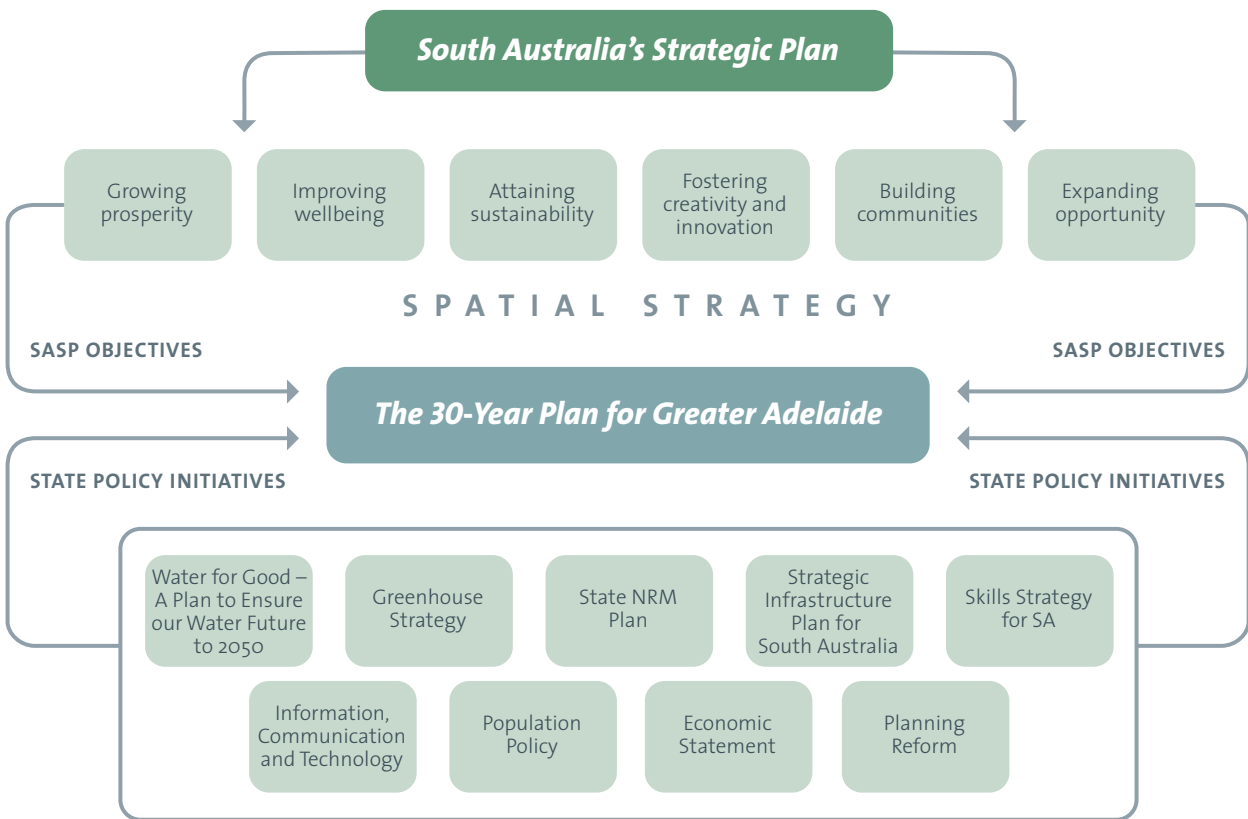 South Australia’s Strategic Plan
Growing
prosperity
Improving
wellbeing
Attaining
sustainability
Fostering
creativity and
innovation
Building
communities
Expanding
opportunity
SPATIAL STRATEGY
SASP OBJECTIVES
SASP OBJECTIVES
The 30-Year Plan for Greater Adelaide
STATE POLICY INITIATIVES
STATE POLICY INITIATIVES
Water for Good –
A Plan to Ensure
our Water Future
to 2050
Greenhouse
Strategy
State NRM
Plan
Strategic
Infrastructure
Plan for
South Australia
Skills Strategy
for SA
Information,
Communication
and Technology
Population
Policy
Economic
Statement
Planning
Reform